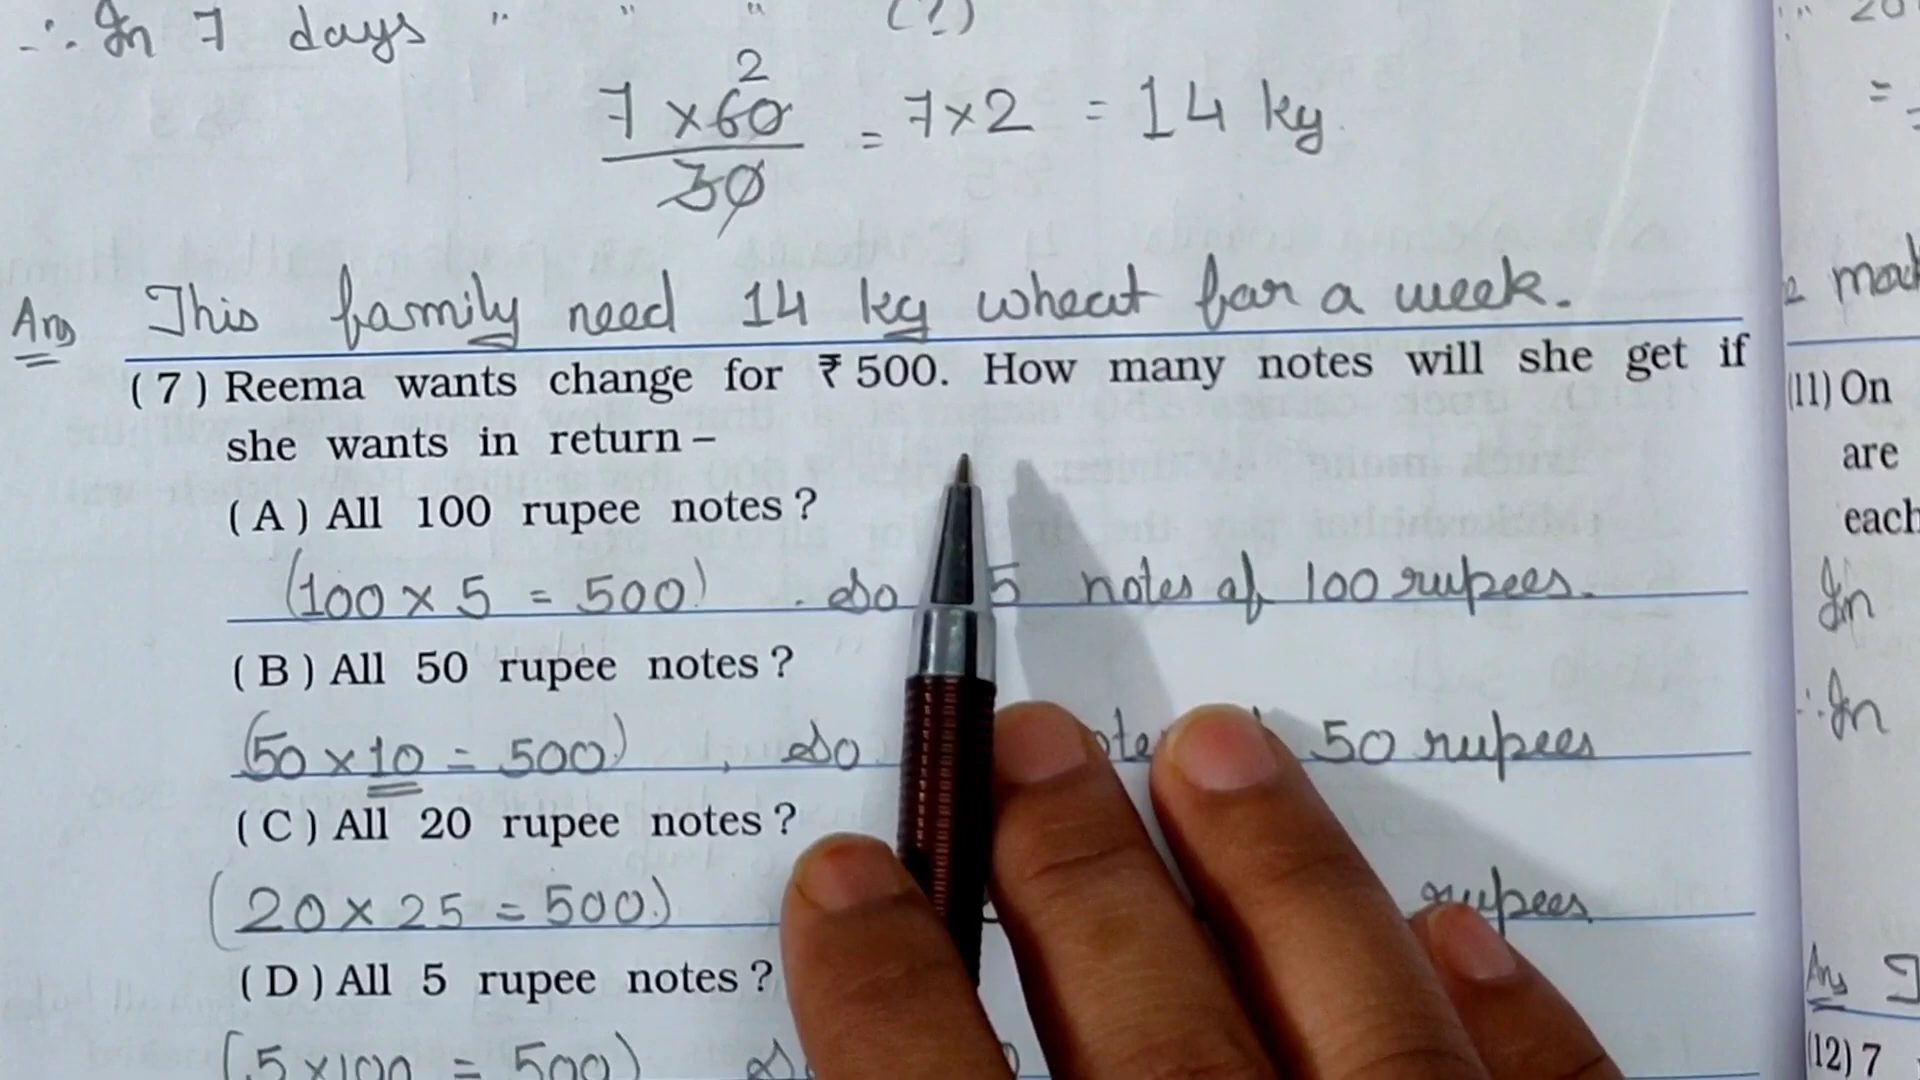 ∴ In 7 days " " " (?)
2
7 × 60 / 30 = 7 × 2 = 14 kg
Ans This family need 14 kg wheat for a week.
(7) Reema wants change for ₹ 500. How many notes will she get if
she wants in return –
(A) All 100 rupee notes?
(100 × 5 = 500) . So 5 notes of 100 rupees.
(B) All 50 rupee notes?
(50 × 10 = 500) , So 50 rupees
(C) All 20 rupee notes?
(20 × 25 = 500) rupees.
(D) All 5 rupee notes?
(5 × 100 = 500)
(11) On
are
each
In
∴ In
Ans
(12) 7